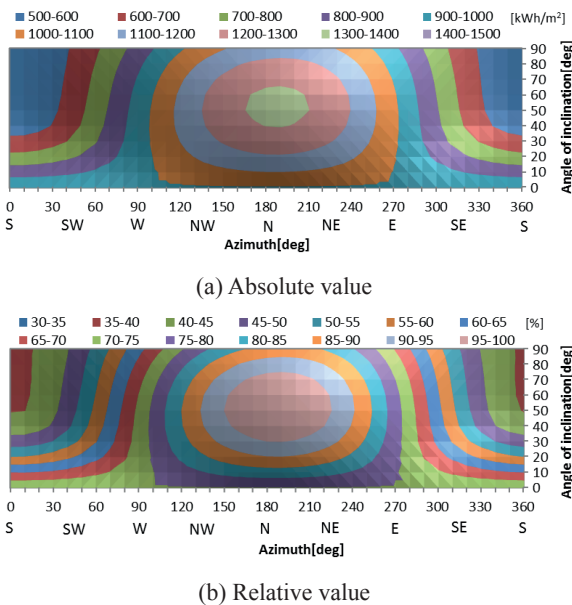 500-600 600-700 700-800 800-900 900-1000 [kWh/m²]
1000-1100 1100-1200 1200-1300 1300-1400 1400-1500
90
80
70
60
50
40
30
20
10
0
Angle of inclination[deg]
0 30 60 90 120 150 180 210 240 270 300 330 360
S SW W NW N NE E SE S
Azimuth[deg]
(a) Absolute value
30-35 35-40 40-45 45-50 50-55 55-60 60-65 [%]
65-70 70-75 75-80 80-85 85-90 90-95 95-100
90
80
70
60
50
40
30
20
10
0
Angle of inclination[deg]
0 30 60 90 120 150 180 210 240 270 300 330 360
S SW W NW N NE E SE S
Azimuth[deg]
(b) Relative value